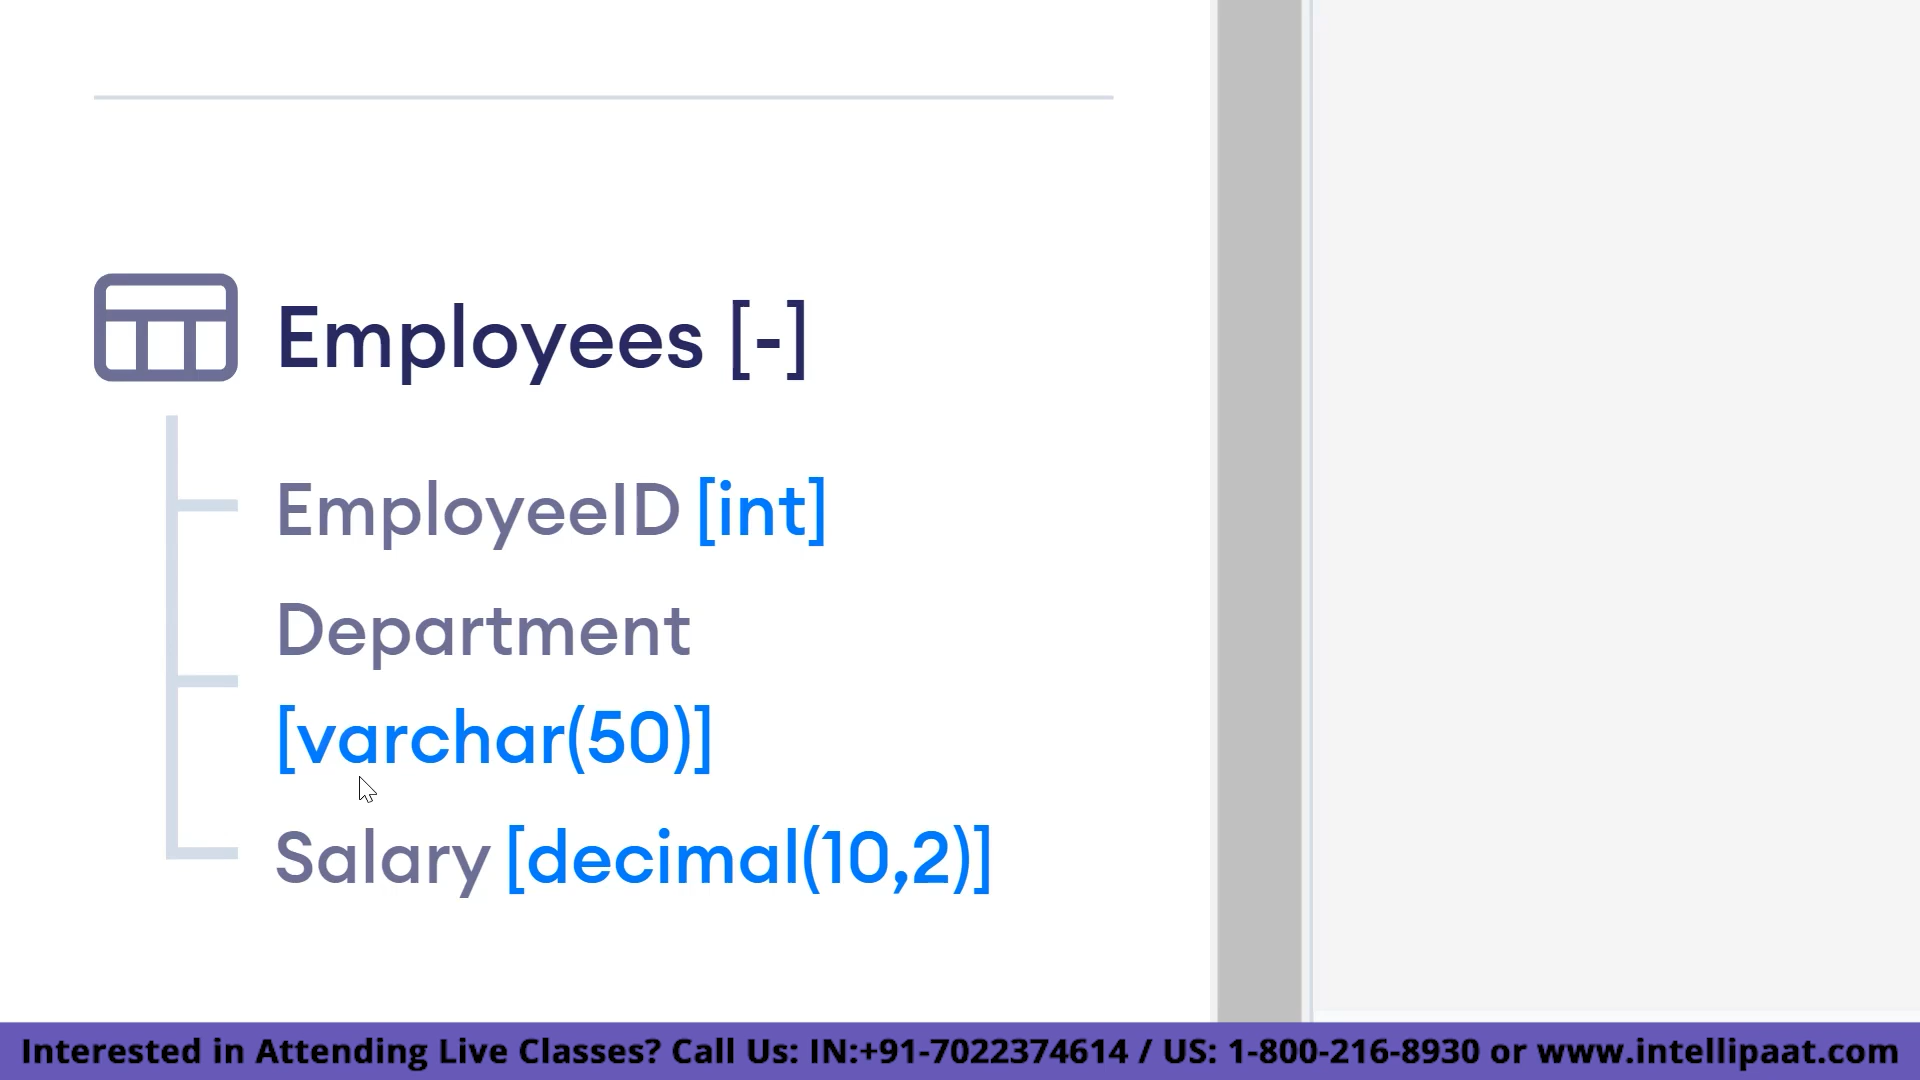 Employees [-]
EmployeeID [int]
Department
[varchar(50)]
Salary [decimal(10,2)]
Interested in Attending Live Classes? Call Us: IN:+91-7022374614 / US: 1-800-216-8930 or www.intellipaat.com